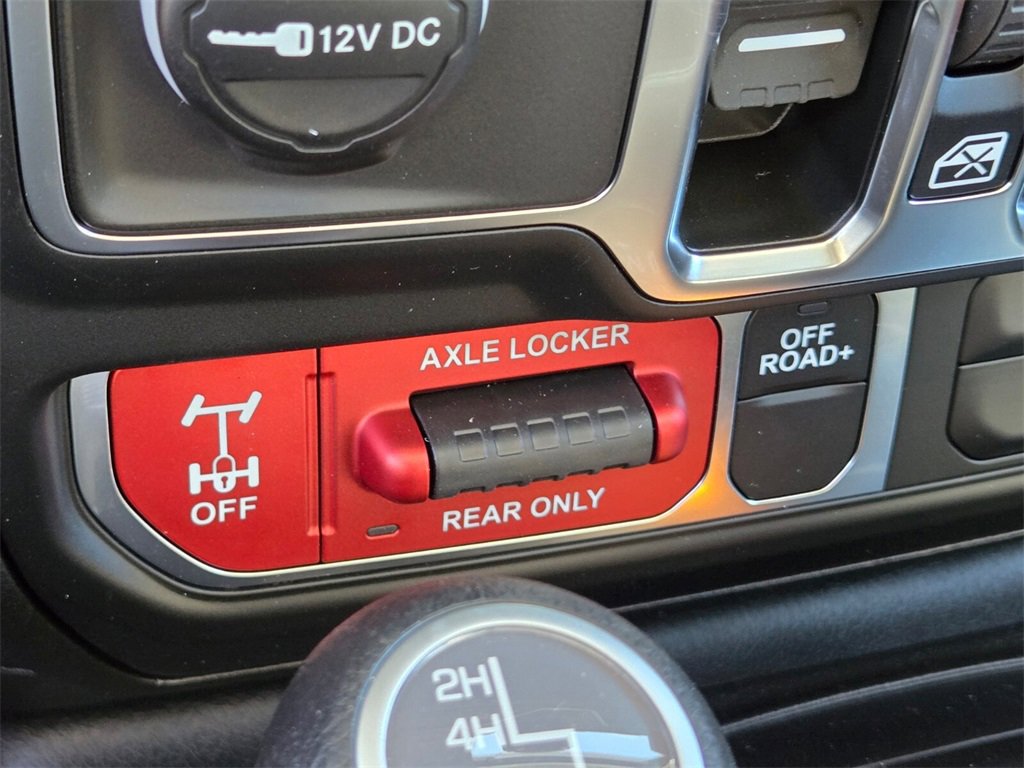 12V DC
AXLE LOCKER
OFF
ROAD+
REAR ONLY
OFF
2H
4H